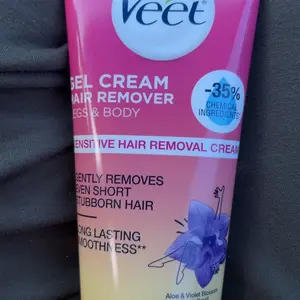 Veet
GEL CREAM
HAIR REMOVER
LEGS & BODY
-35%
CHEMICAL
INGREDIENTS*
SENSITIVE HAIR REMOVAL CREAM
GENTLY REMOVES
EVEN SHORT
STUBBORN HAIR
LONG LASTING
SMOOTHNESS**
Aloe & Violet Blossom